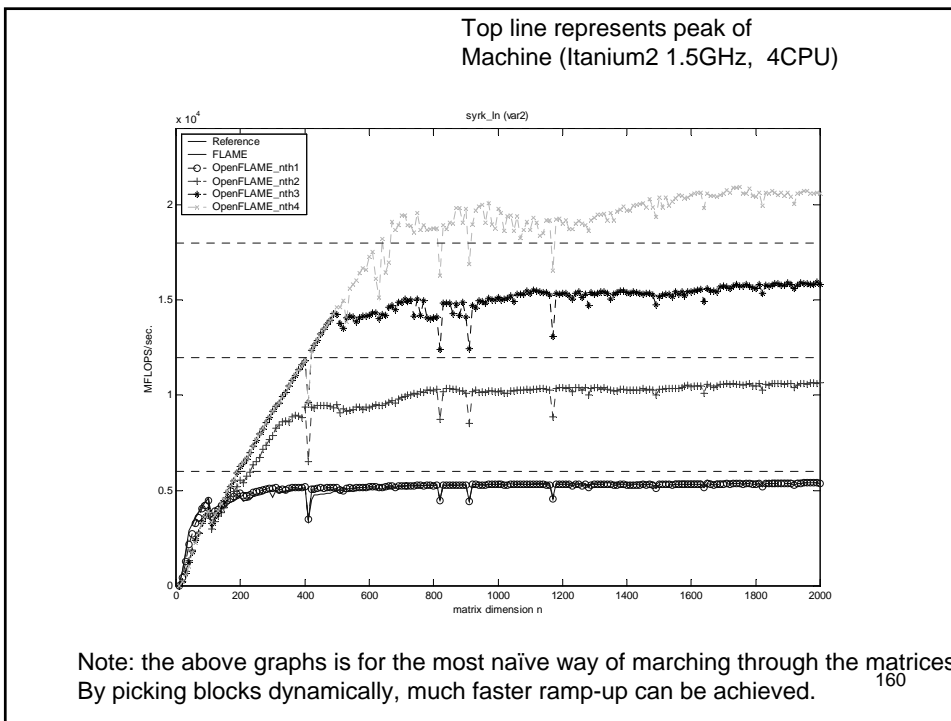 Top line represents peak of
Machine (Itanium2 1.5GHz,  4CPU)
x 10^4
syrk_ln (var2)
Reference
FLAME
OpenFLAME_nth1
OpenFLAME_nth2
OpenFLAME_nth3
OpenFLAME_nth4
2
1.5
1
0.5
0
MFLOPS/sec.
0 200 400 600 800 1000 1200 1400 1600 1800 2000
matrix dimension n
Note: the above graphs is for the most naïve way of marching through the matrices
By picking blocks dynamically, much faster ramp-up can be achieved.
160